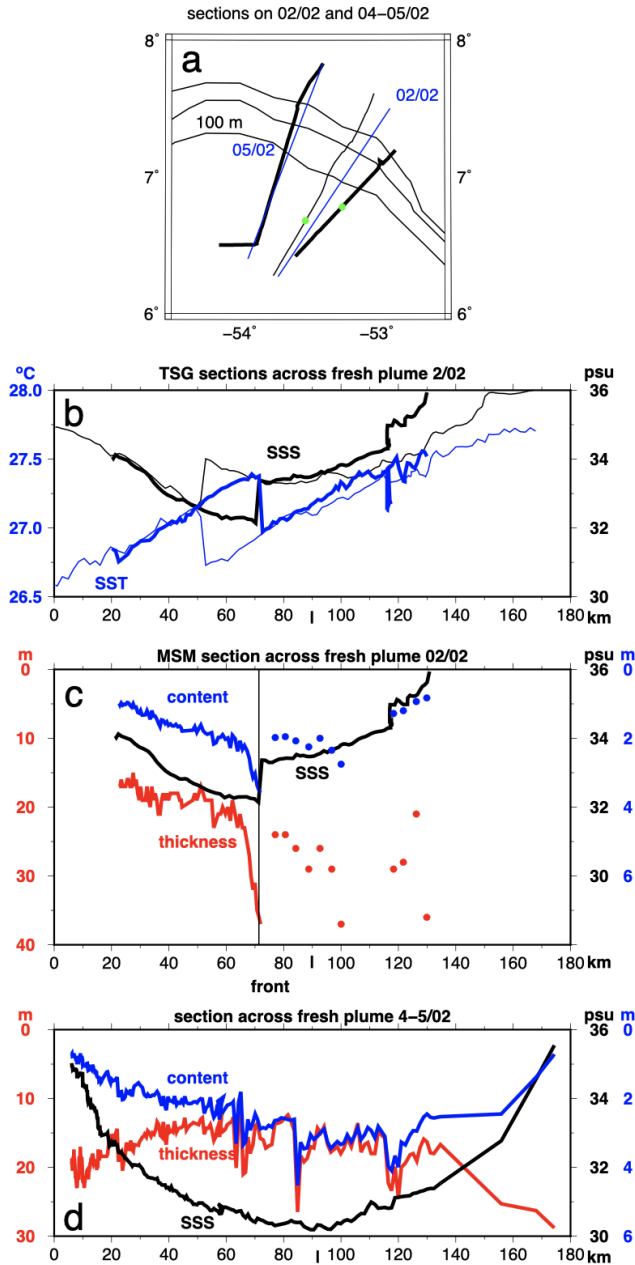 sections on 02/02 and 04–05/02
8° 8°
a
02/02
100 m
05/02
7° 7°
6° 6°
−54° −53°
°C TSG sections across fresh plume 2/02 psu
28.0 36
b
SSS
27.5 34
27.0 32
SST
26.5 30
0 20 40 60 80 I 100 120 140 160 180 km
m MSM section across fresh plume 02/02 psu m
0 36 0
c
content
10 34 2
SSS
20 32 4
thickness
30 30 6
40
0 20 40 60 80 I 100 120 140 160 180 km
front
m section across fresh plume 4–5/02 psu m
0 36 0
content
10 34 2
thickness
20 32 4
SSS
d
30 30 6
0 20 40 60 80 I 100 120 140 160 180 km